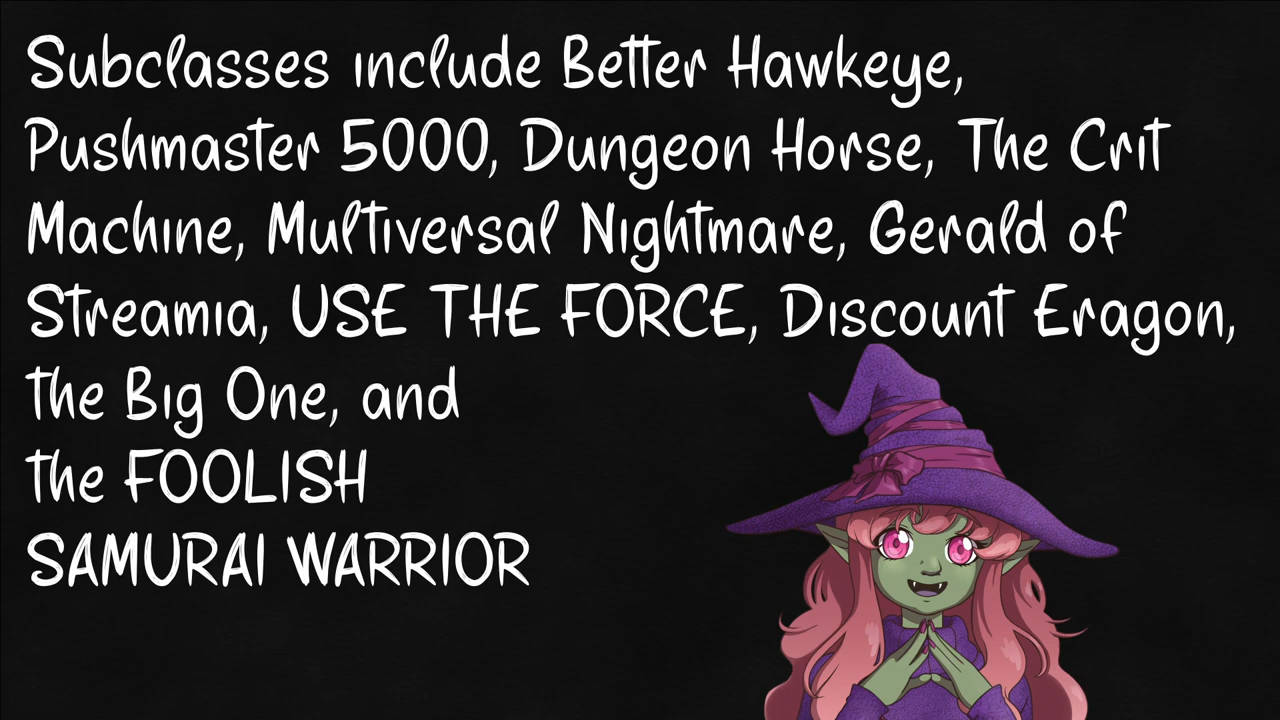 Subclasses include Better Hawkeye,
Pushmaster 5000, Dungeon Horse, The Crit
Machine, Multiversal Nightmare, Gerald of
Streamia, USE THE FORCE, Discount Eragon,
the Big One, and
the FOOLISH
SAMURAI WARRIOR